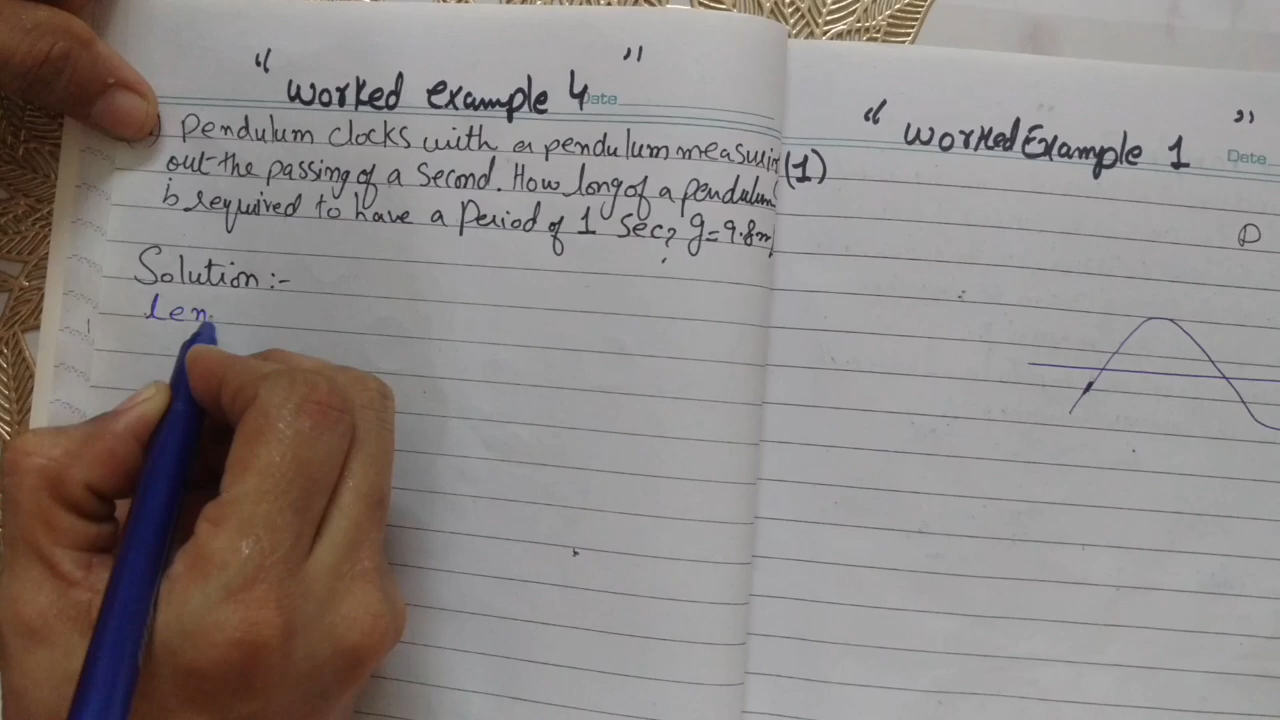 " Worked example 4 "
Date
) Pendulum clocks with a pendulum measurin
out the passing of a Second. How long of a pendulum
is required to have a Period of 1 sec? g=9.8m/
Solution :-
len
" Worked Example 1 "
Date
(1)
D